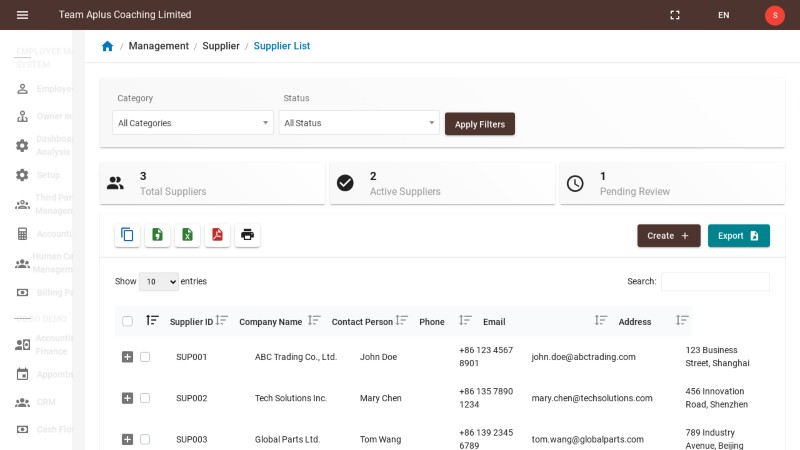 Team Aplus Coaching Limited
EN
S
EMPLOYEE MA
SYSTEM
Employe
Owner In
Dashboa
Analysis
Setup
Third Par
Managem
Accounti
Human Ca
Managem
Billing Pa
DEMO
Accounti
Finance
Appointm
CRM
Cash Flow
/ Management / Supplier / Supplier List
Category
Status
All Categories
All Status
Apply Filters
3
Total Suppliers
2
Active Suppliers
1
Pending Review
Create +
Export
Show 10 entries
Search:
Supplier ID Company Name Contact Person Phone Email Address
SUP001 ABC Trading Co., Ltd. John Doe +86 123 4567 8901 john.doe@abctrading.com 123 Business Street, Shanghai
SUP002 Tech Solutions Inc. Mary Chen +86 135 7890 1234 mary.chen@techsolutions.com 456 Innovation Road, Shenzhen
SUP003 Global Parts Ltd. Tom Wang +86 139 2345 6789 tom.wang@globalparts.com 789 Industry Avenue, Beijing